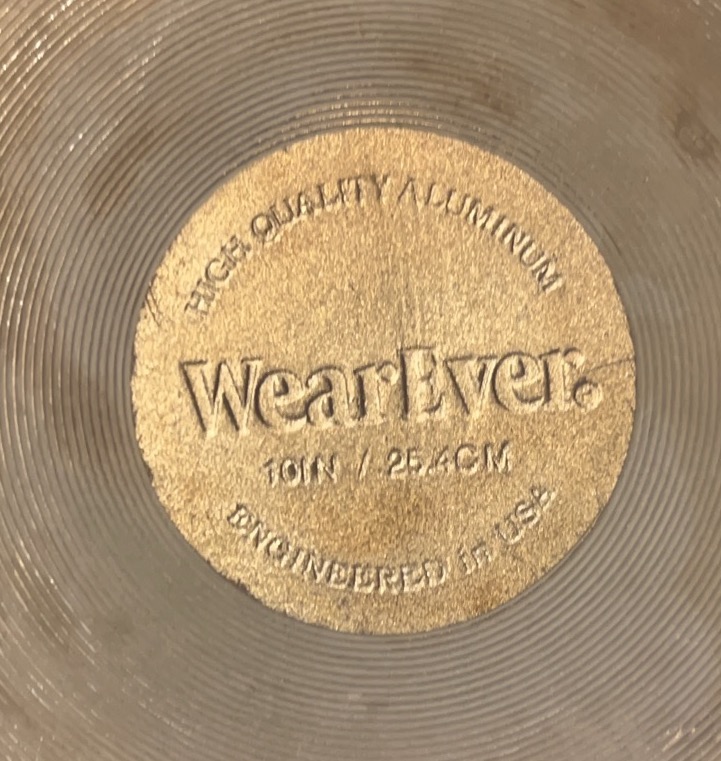 HIGH QUALITY ALUMINUM
WearEver®
10IN / 25.4CM
ENGINEERED in USA